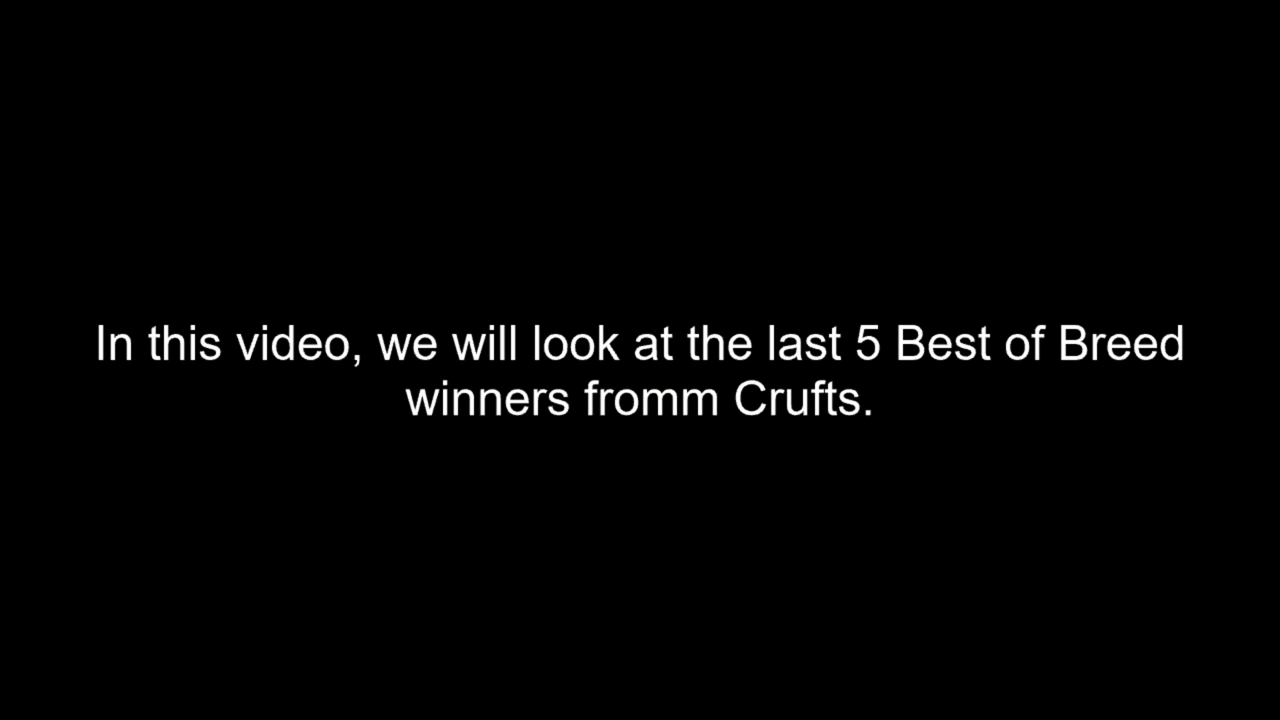 In this video, we will look at the last 5 Best of Breed
winners fromm Crufts.